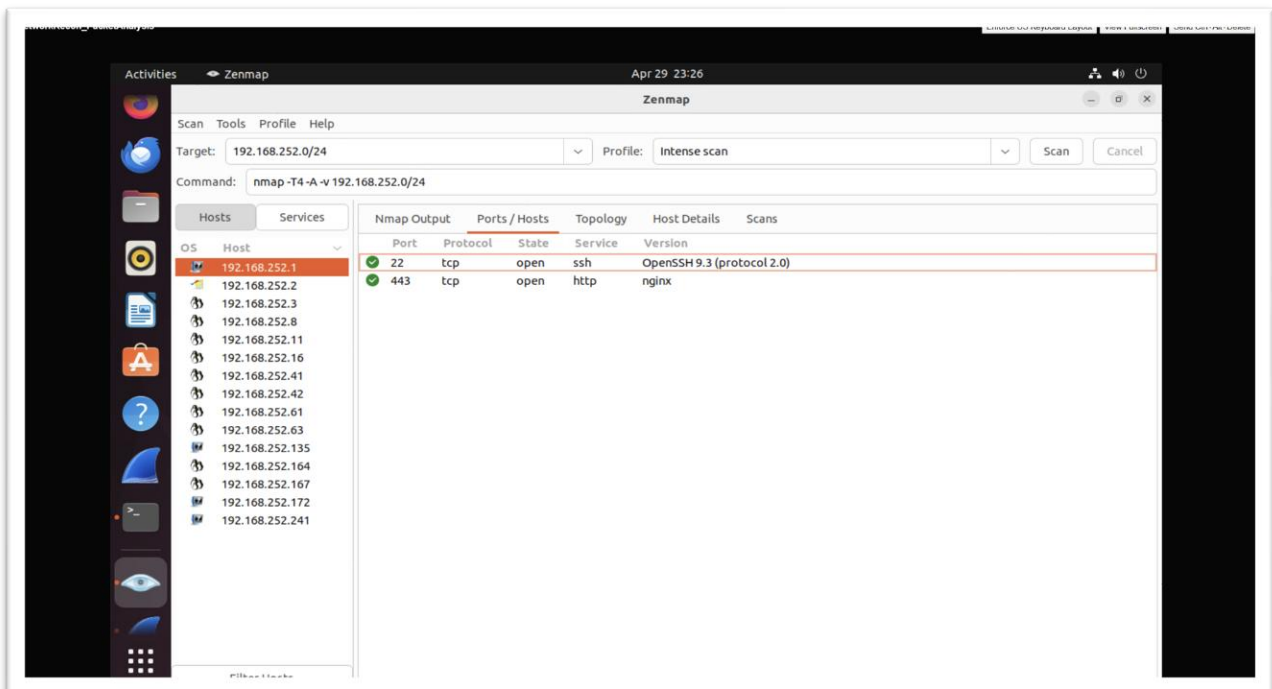 Activities Zenmap Apr 29 23:26
Zenmap
Scan Tools Profile Help
Target: 192.168.252.0/24 Profile: Intense scan Scan Cancel
Command: nmap -T4 -A -v 192.168.252.0/24
Hosts Services Nmap Output Ports / Hosts Topology Host Details Scans
OS Host Port Protocol State Service Version
192.168.252.1 22 tcp open ssh OpenSSH 9.3 (protocol 2.0)
192.168.252.2 443 tcp open http nginx
192.168.252.3
192.168.252.8
192.168.252.11
192.168.252.16
192.168.252.41
192.168.252.42
192.168.252.61
192.168.252.63
192.168.252.135
192.168.252.164
192.168.252.167
192.168.252.172
192.168.252.241